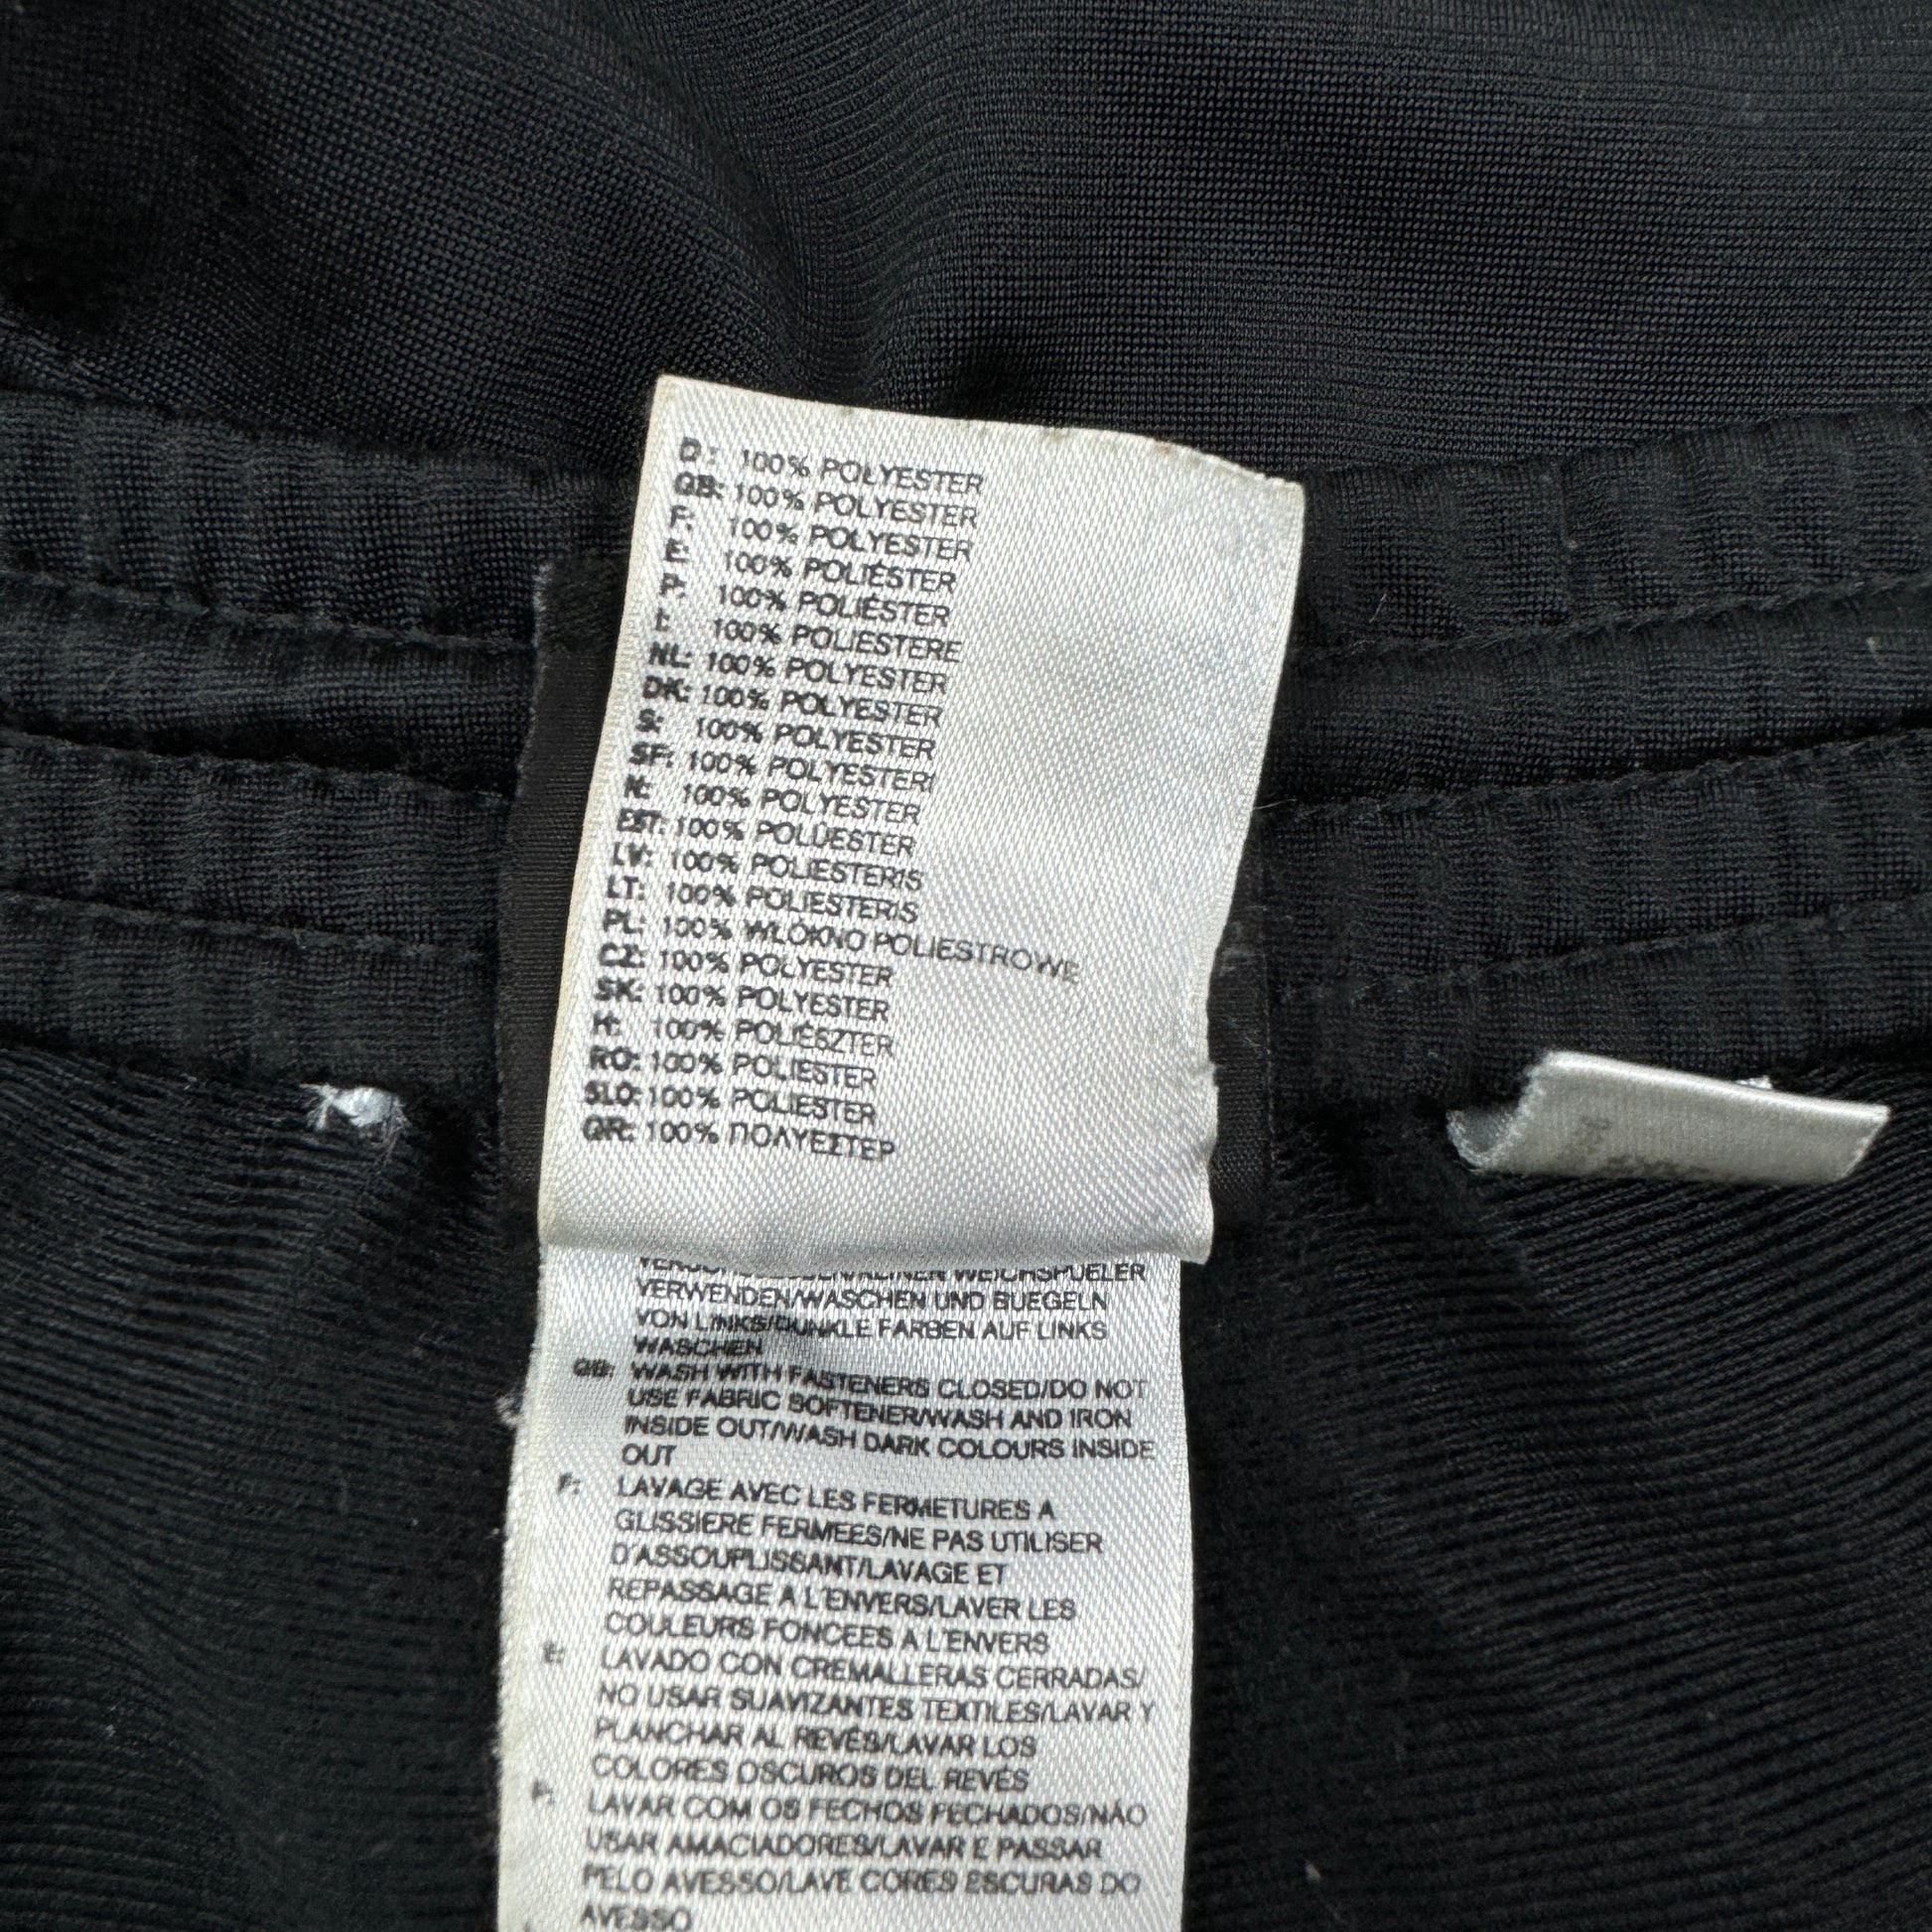 D: 100% POLYESTER
GB: 100% POLYESTER
F: 100% POLYESTER
E: 100% POLIÉSTER
P: 100% POLIÉSTER
I: 100% POLIESTERE
NL: 100% POLYESTER
DK: 100% POLYESTER
S: 100% POLYESTER
SF: 100% POLYESTERI
N: 100% POLYESTER
EST: 100% POLÜESTER
LV: 100% POLIESTERIS
LT: 100% POLIESTERIS
PL: 100% WLÓKNO POLIESTROWE
CZ: 100% POLYESTER
SK: 100% POLYESTER
H: 100% POLIÉSZTER
RO: 100% POLIESTER
SLO: 100% POLIESTER
GR: 100% ΠΟΛΥΕΣΤΕΡ
WEICHSPUELER
VERWENDEN/WASCHEN UND BUEGELN
VON LINKS/DUNKLE FARBEN AUF LINKS
WASCHEN
GB: WASH WITH FASTENERS CLOSED/DO NOT
USE FABRIC SOFTENER/WASH AND IRON
INSIDE OUT/WASH DARK COLOURS INSIDE
OUT
F: LAVAGE AVEC LES FERMETURES A
GLISSIERE FERMEES/NE PAS UTILISER
D'ASSOUPLISSANT/LAVAGE ET
REPASSAGE A L'ENVERS/LAVER LES
COULEURS FONCEES A L'ENVERS
E: LAVADO CON CREMALLERAS CERRADAS/
NO USAR SUAVIZANTES TEXTILES/LAVAR Y
PLANCHAR AL REVÉS/LAVAR LOS
COLORES OSCUROS DEL REVÉS
P: LAVAR COM OS FECHOS FECHADOS/NÃO
USAR AMACIADORES/LAVAR E PASSAR
PELO AVESSO/LAVE CORES ESCURAS DO
AVESSO